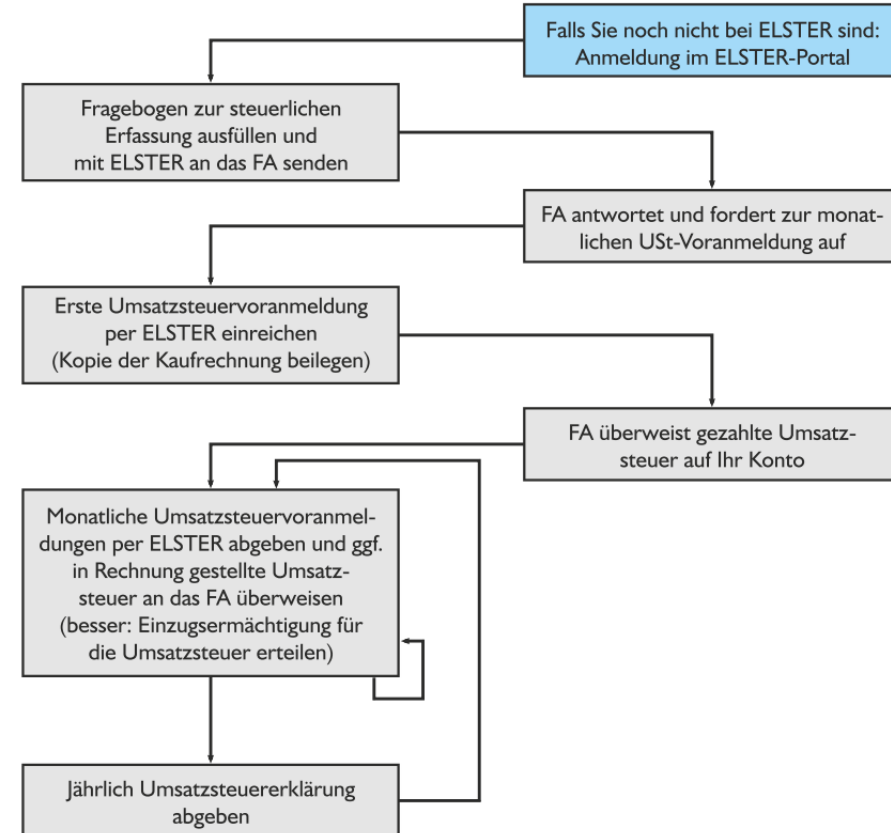 Falls Sie noch nicht bei ELSTER sind:
Anmeldung im ELSTER-Portal
Fragebogen zur steuerlichen
Erfassung ausfüllen und
mit ELSTER an das FA senden
FA antwortet und fordert zur monat-
lichen USt-Voranmeldung auf
Erste Umsatzsteuervoranmeldung
per ELSTER einreichen
(Kopie der Kaufrechnung beilegen)
FA überweist gezahlte Umsatz-
steuer auf Ihr Konto
Monatliche Umsatzsteuervoranmel-
dungen per ELSTER abgeben und ggf.
in Rechnung gestellte Umsatz-
steuer an das FA überweisen
(besser: Einzugsermächtigung für
die Umsatzsteuer erteilen)
Jährlich Umsatzsteuererklärung
abgeben